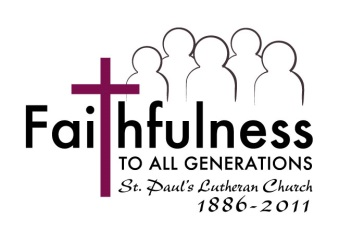 Faithfulness
TO ALL GENERATIONS
St. Paul's Lutheran Church
1886-2011